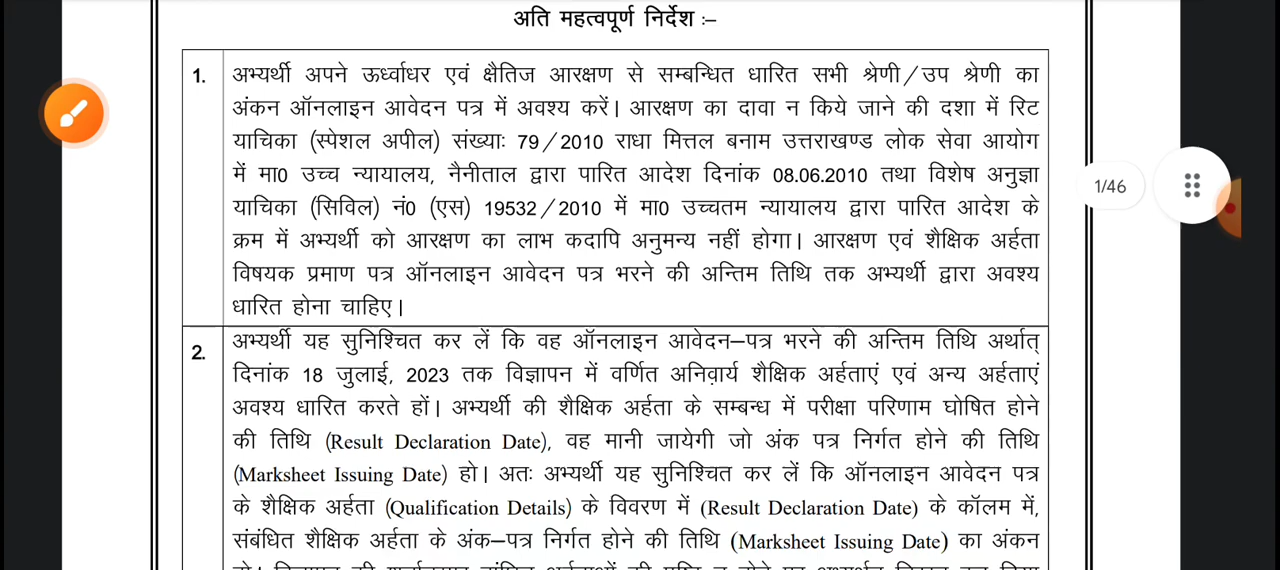 अति महत्वपूर्ण निर्देश :–
1. अभ्यर्थी अपने ऊर्ध्वाधर एवं क्षैतिज आरक्षण से सम्बन्धित धारित सभी श्रेणी/उप श्रेणी का
अंकन ऑनलाइन आवेदन पत्र में अवश्य करें। आरक्षण का दावा न किये जाने की दशा में रिट
याचिका (स्पेशल अपील) संख्याः 79/2010 राधा मित्तल बनाम उत्तराखण्ड लोक सेवा आयोग
में मा0 उच्च न्यायालय, नैनीताल द्वारा पारित आदेश दिनांक 08.06.2010 तथा विशेष अनुज्ञा
याचिका (सिविल) नं0 (एस) 19532/2010 में मा0 उच्चतम न्यायालय द्वारा पारित आदेश के
क्रम में अभ्यर्थी को आरक्षण का लाभ कदापि अनुमन्य नहीं होगा। आरक्षण एवं शैक्षिक अर्हता
विषयक प्रमाण पत्र ऑनलाइन आवेदन पत्र भरने की अन्तिम तिथि तक अभ्यर्थी द्वारा अवश्य
धारित होना चाहिए।
2. अभ्यर्थी यह सुनिश्चित कर लें कि वह ऑनलाइन आवेदन–पत्र भरने की अन्तिम तिथि अर्थात्
दिनांक 18 जुलाई, 2023 तक विज्ञापन में वर्णित अनिवार्य शैक्षिक अर्हताएं एवं अन्य अर्हताएं
अवश्य धारित करते हों। अभ्यर्थी की शैक्षिक अर्हता के सम्बन्ध में परीक्षा परिणाम घोषित होने
की तिथि (Result Declaration Date), वह मानी जायेगी जो अंक पत्र निर्गत होने की तिथि
(Marksheet Issuing Date) हो। अतः अभ्यर्थी यह सुनिश्चित कर लें कि ऑनलाइन आवेदन पत्र
के शैक्षिक अर्हता (Qualification Details) के विवरण में (Result Declaration Date) के कॉलम में,
संबंधित शैक्षिक अर्हता के अंक–पत्र निर्गत होने की तिथि (Marksheet Issuing Date) का अंकन
1/46